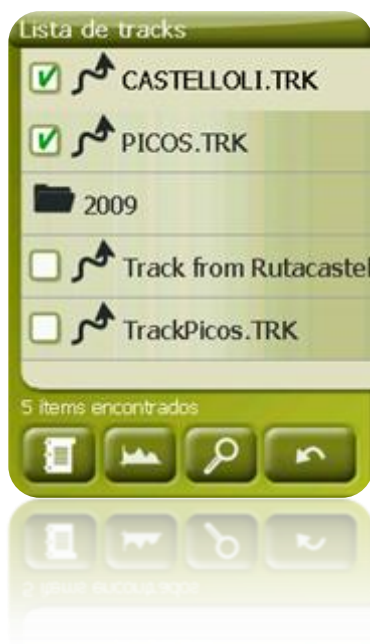 Lista de tracks
CASTELLOLI.TRK
PICOS.TRK
2009
Track from Rutacastel
TrackPicos.TRK
5 items encontrados